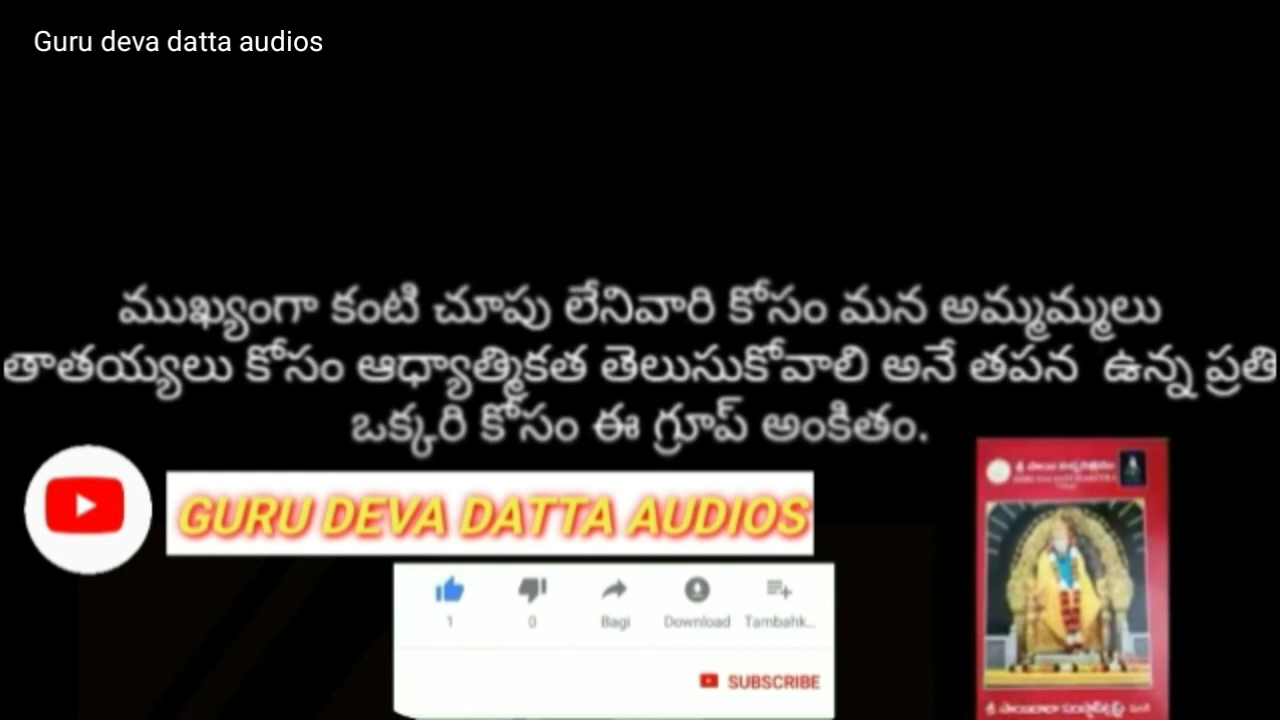 Guru deva datta audios
ముఖ్యంగా కంటి చూపు లేనివారి కోసం మన అమ్మమ్మలు
తాతయ్యలు కోసం ఆధ్యాత్మికత తెలుసుకోవాలి అనే తపన ఉన్న ప్రతి
ఒక్కరి కోసం ఈ గ్రూప్ అంకితం.
GURU DEVA DATTA AUDIOS
1 0 Bagi Download Tambahk...
SUBSCRIBE